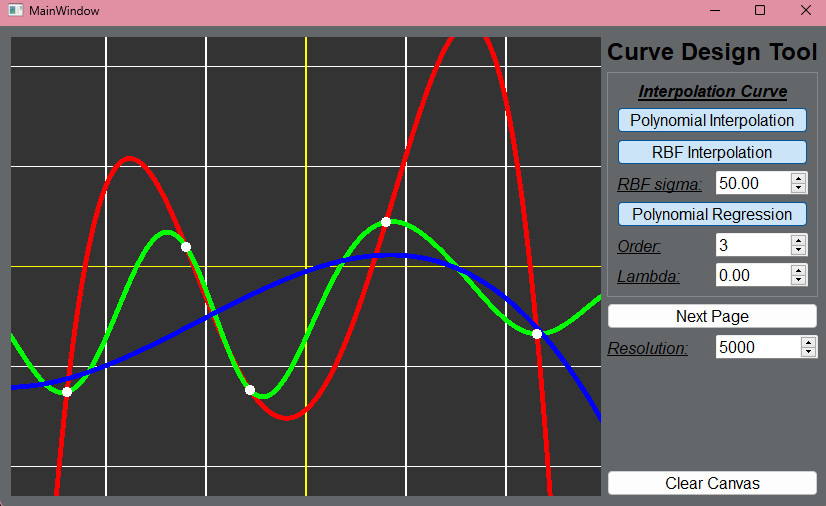 MainWindow
Curve Design Tool
Interpolation Curve
Polynomial Interpolation
RBF Interpolation
RBF sigma: 50.00
Polynomial Regression
Order: 3
Lambda: 0.00
Next Page
Resolution: 5000
Clear Canvas